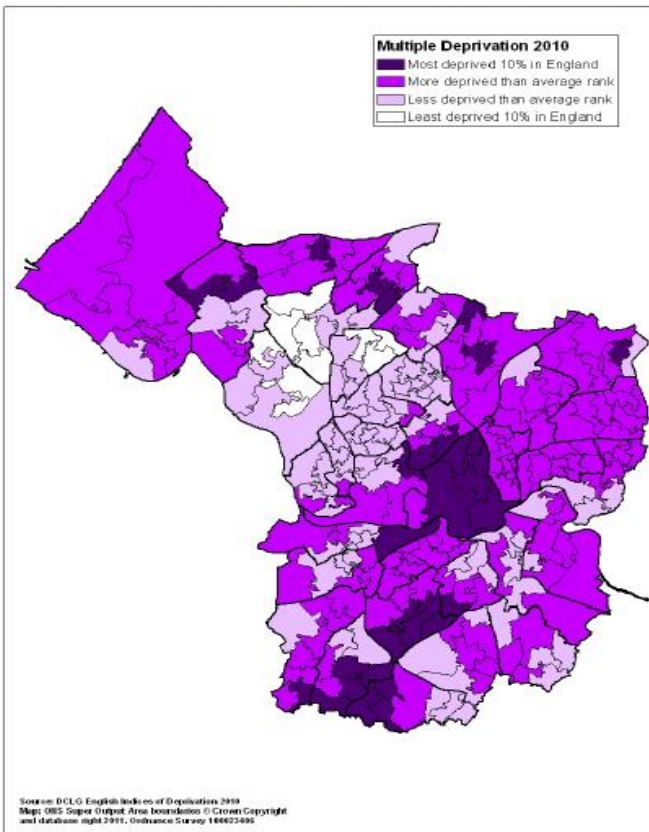 Multiple Deprivation 2010
Most deprived 10% in England
More deprived than average rank
Less deprived than average rank
Least deprived 10% in England
Source: DCLG English Indices of Deprivation 2010
Map: ONS Super Output Area boundaries © Crown Copyright
and database right 2011. Ordnance Survey 100023406